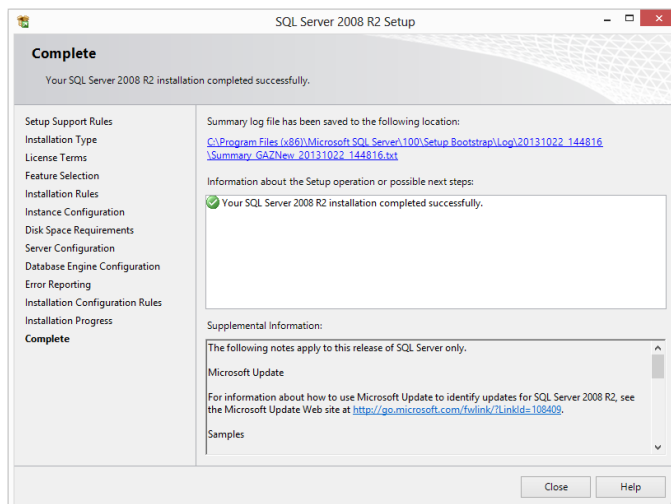 SQL Server 2008 R2 Setup
Complete
Your SQL Server 2008 R2 installation completed successfully.
Setup Support Rules
Installation Type
License Terms
Feature Selection
Installation Rules
Instance Configuration
Disk Space Requirements
Server Configuration
Database Engine Configuration
Error Reporting
Installation Configuration Rules
Installation Progress
Complete
Summary log file has been saved to the following location:
C:\Program Files (x86)\Microsoft SQL Server\100\Setup Bootstrap\Log\20131022_144816
\Summary_GAZNew_20131022_144816.txt
Information about the Setup operation or possible next steps:
Your SQL Server 2008 R2 installation completed successfully.
Supplemental Information:
The following notes apply to this release of SQL Server only.
Microsoft Update
For information about how to use Microsoft Update to identify updates for SQL Server 2008 R2, see
the Microsoft Update Web site at http://go.microsoft.com/fwlink/?LinkId=108409.
Samples
Close
Help